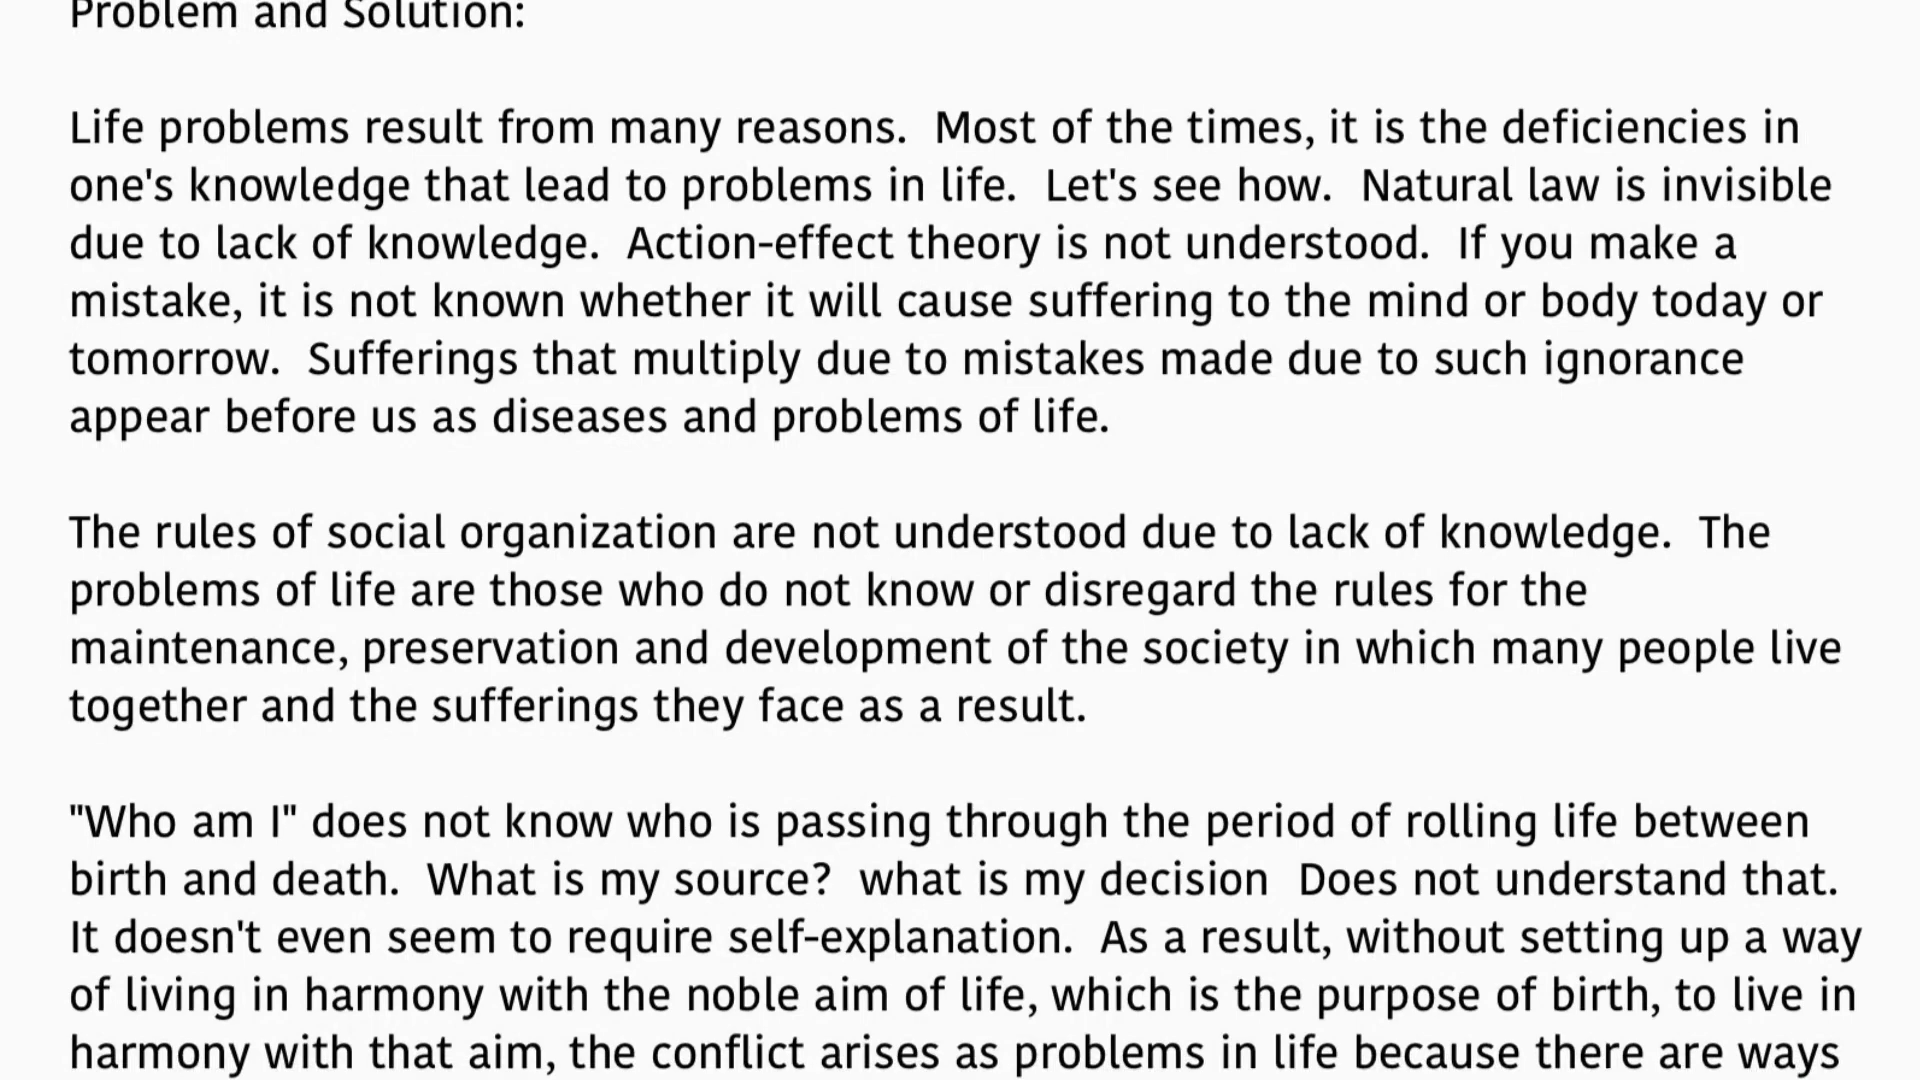 Problem and Solution:
Life problems result from many reasons.  Most of the times, it is the deficiencies in
one's knowledge that lead to problems in life.  Let's see how.  Natural law is invisible
due to lack of knowledge.  Action-effect theory is not understood.  If you make a
mistake, it is not known whether it will cause suffering to the mind or body today or
tomorrow.  Sufferings that multiply due to mistakes made due to such ignorance
appear before us as diseases and problems of life.
The rules of social organization are not understood due to lack of knowledge.  The
problems of life are those who do not know or disregard the rules for the
maintenance, preservation and development of the society in which many people live
together and the sufferings they face as a result.
"Who am I" does not know who is passing through the period of rolling life between
birth and death.  What is my source?  what is my decision  Does not understand that.
It doesn't even seem to require self-explanation.  As a result, without setting up a way
of living in harmony with the noble aim of life, which is the purpose of birth, to live in
harmony with that aim, the conflict arises as problems in life because there are ways